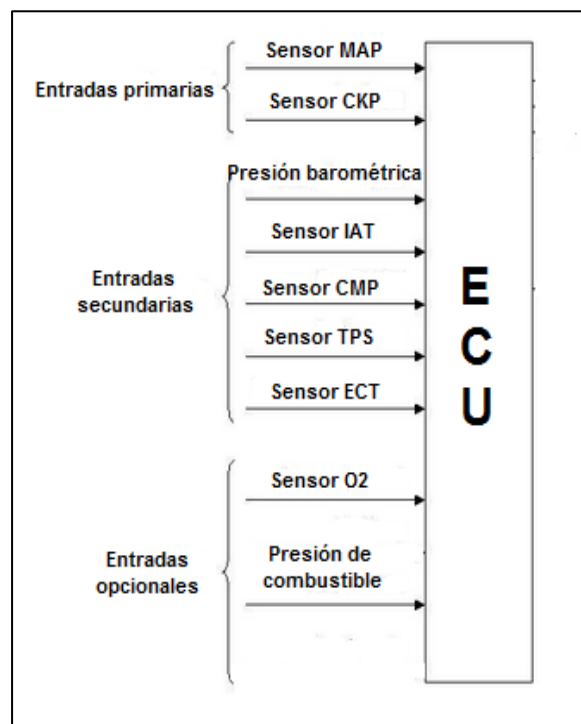 Entradas primarias
Sensor MAP
Sensor CKP
Entradas
secundarias
Presión barométrica
Sensor IAT
Sensor CMP
Sensor TPS
Sensor ECT
Entradas
opcionales
Sensor O2
Presión de
combustible
E
C
U